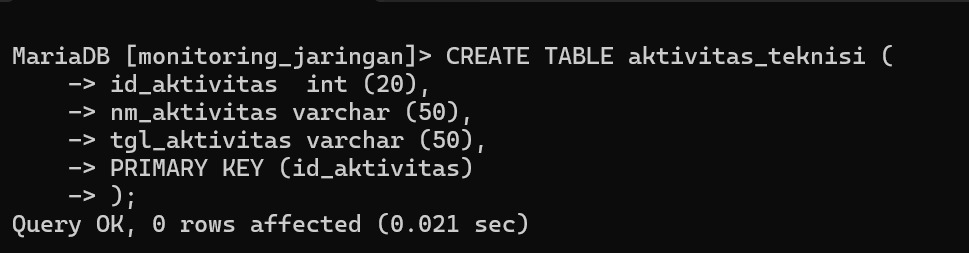 MariaDB [monitoring_jaringan]> CREATE TABLE aktivitas_teknisi (
    -> id_aktivitas  int (20),
    -> nm_aktivitas varchar (50),
    -> tgl_aktivitas varchar (50),
    -> PRIMARY KEY (id_aktivitas)
    -> );
Query OK, 0 rows affected (0.021 sec)